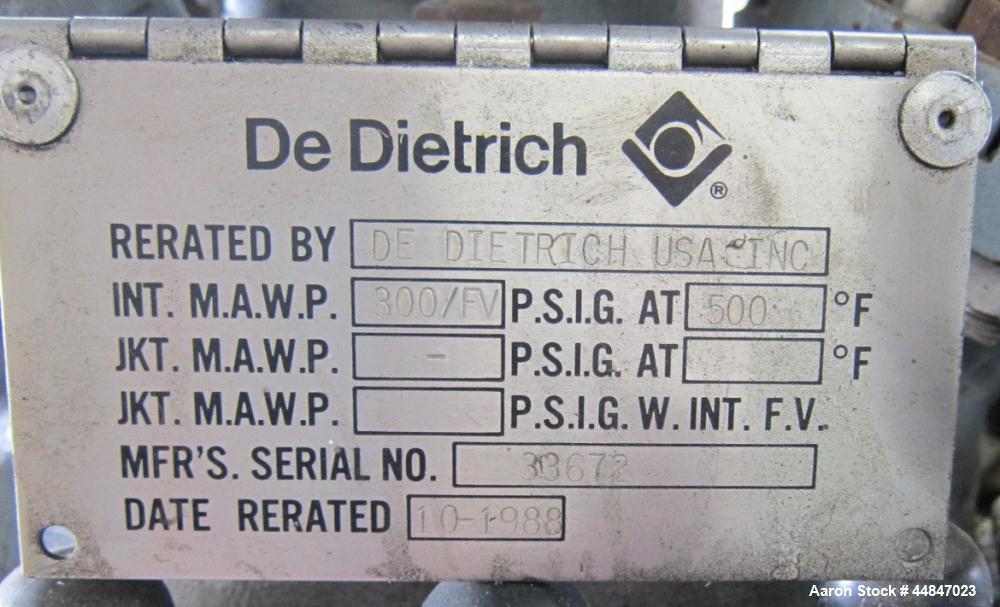 De Dietrich ®
RERATED BY DE DIETRICH USA INC
INT. M.A.W.P. 300/FV P.S.I.G. AT 500 °F
JKT. M.A.W.P. - P.S.I.G. AT °F
JKT. M.A.W.P. P.S.I.G. W. INT. F.V.
MFR'S. SERIAL NO. 33672
DATE RERATED 10-1988
Aaron Stock # 44847023